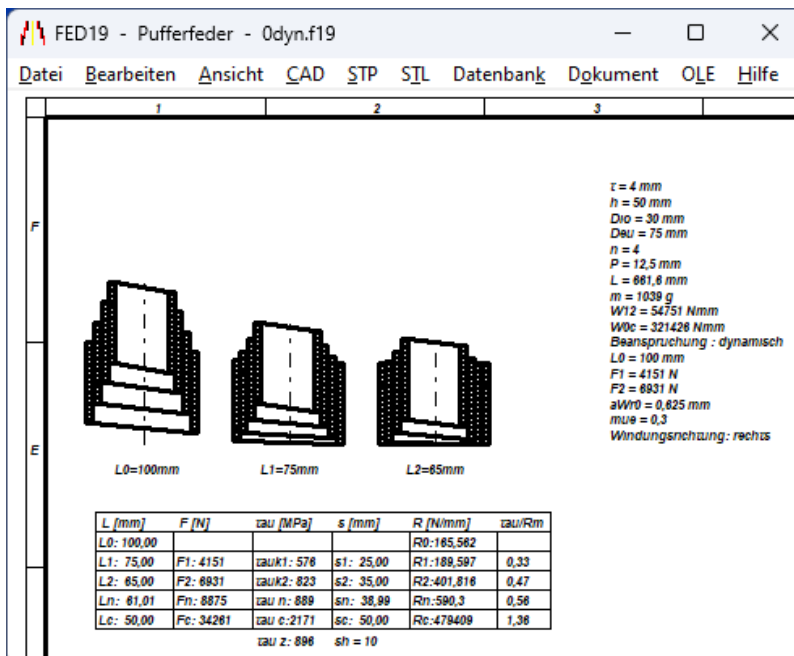 FED19 - Pufferfeder - 0dyn.f19
Datei Bearbeiten Ansicht CAD STP STL Datenbank Dokument OLE Hilfe
1 2 3
F
τ = 4 mm
h = 50 mm
Dio = 30 mm
Deu = 75 mm
n = 4
P = 12,5 mm
L = 661,6 mm
m = 1039 g
W12 = 54751 Nmm
W0c = 321426 Nmm
Beanspruchung : dynamisch
L0 = 100 mm
F1 = 4151 N
F2 = 6931 N
aWr0 = 0,625 mm
mue = 0,3
Windungsrichtung: rechts
E
L0=100mm L1=75mm L2=65mm
L [mm] F [N] tau [MPa] s [mm] R [N/mm] tau/Rm
L0: 100,00 R0:165,562
L1: 75,00 F1: 4151 tauk1: 576 s1: 25,00 R1:189,597 0,33
L2: 65,00 F2: 6931 tauk2: 823 s2: 35,00 R2:401,816 0,47
Ln: 61,01 Fn: 8875 tau n: 889 sn: 38,99 Rn:590,3 0,56
Lc: 50,00 Fc: 34261 tau c:2171 sc: 50,00 Rc:479409 1,36
tau z: 896 sh = 10